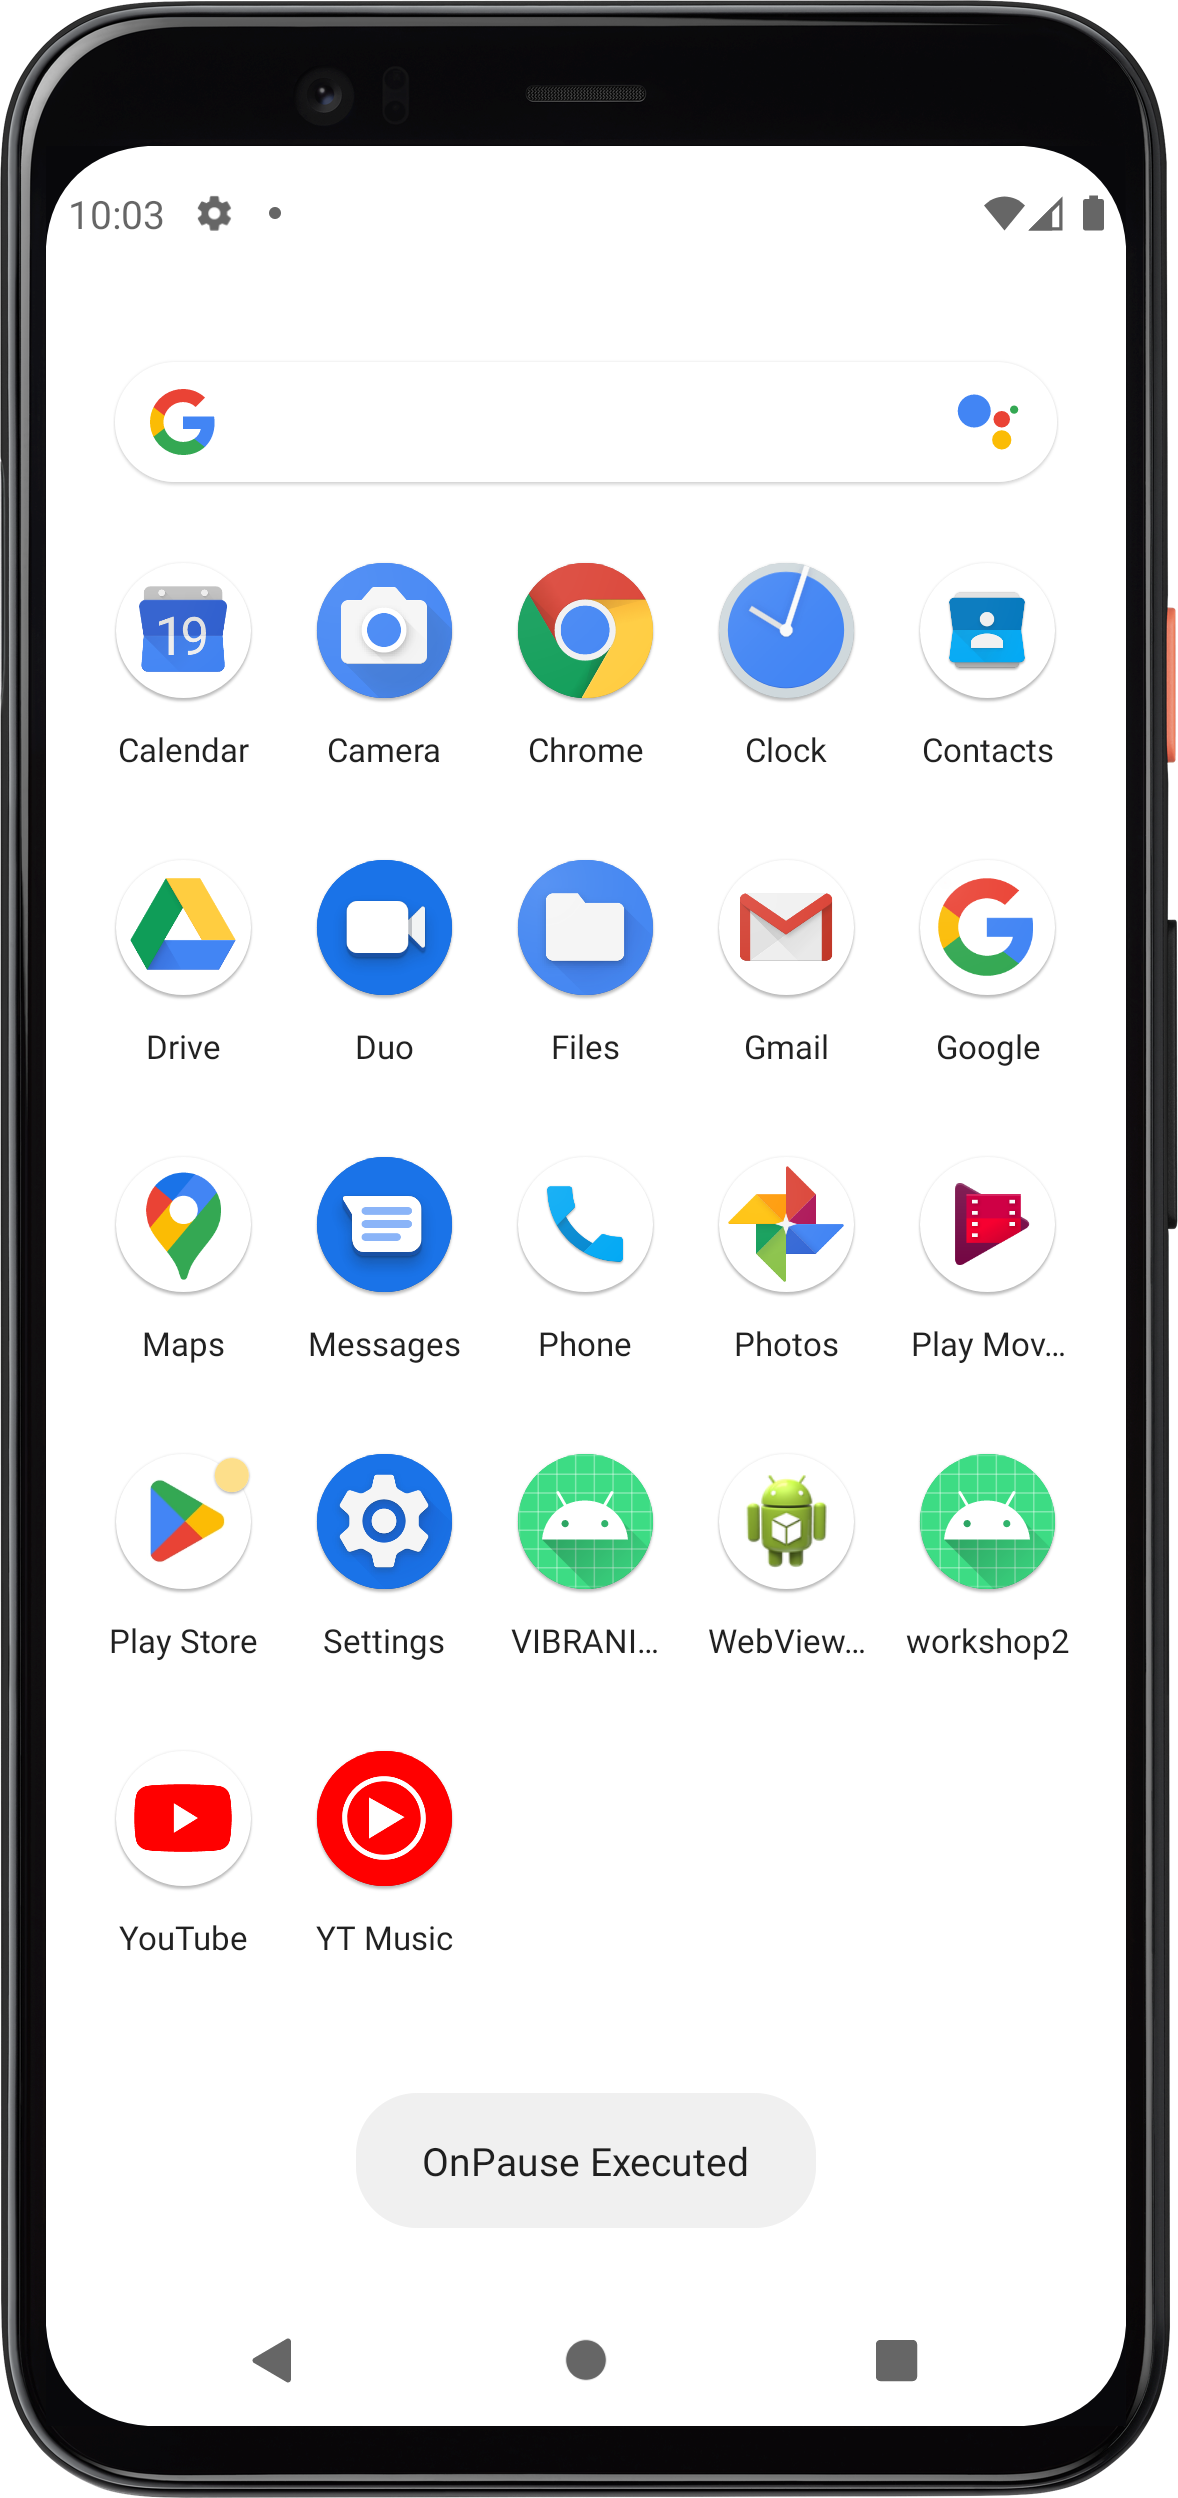 10:03
19
Calendar Camera Chrome Clock Contacts
Drive Duo Files Gmail Google
Maps Messages Phone Photos Play Mov...
Play Store Settings VIBRANI... WebView... workshop2
YouTube YT Music
OnPause Executed